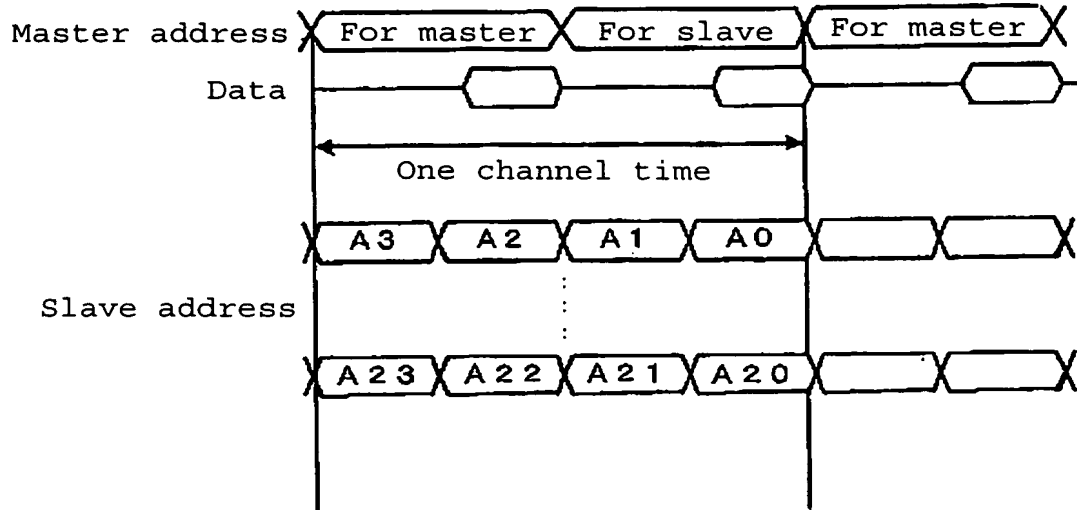 Master address For master For slave For master
Data
One channel time
A3 A2 A1 A0
Slave address
A23 A22 A21 A20